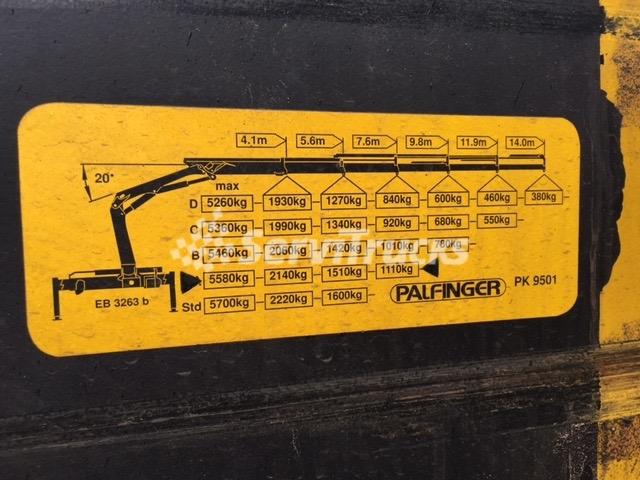 4.1m 5.6m 7.6m 9.8m 11.9m 14.0m
20°
max
D 5260kg 1930kg 1270kg 840kg 600kg 460kg 380kg
C 5360kg 1990kg 1340kg 920kg 680kg 550kg
B 5460kg 2060kg 1420kg 1010kg 760kg
5580kg 2140kg 1510kg 1110kg
Std 5700kg 2220kg 1600kg
EB 3263 b
PALFINGER PK 9501